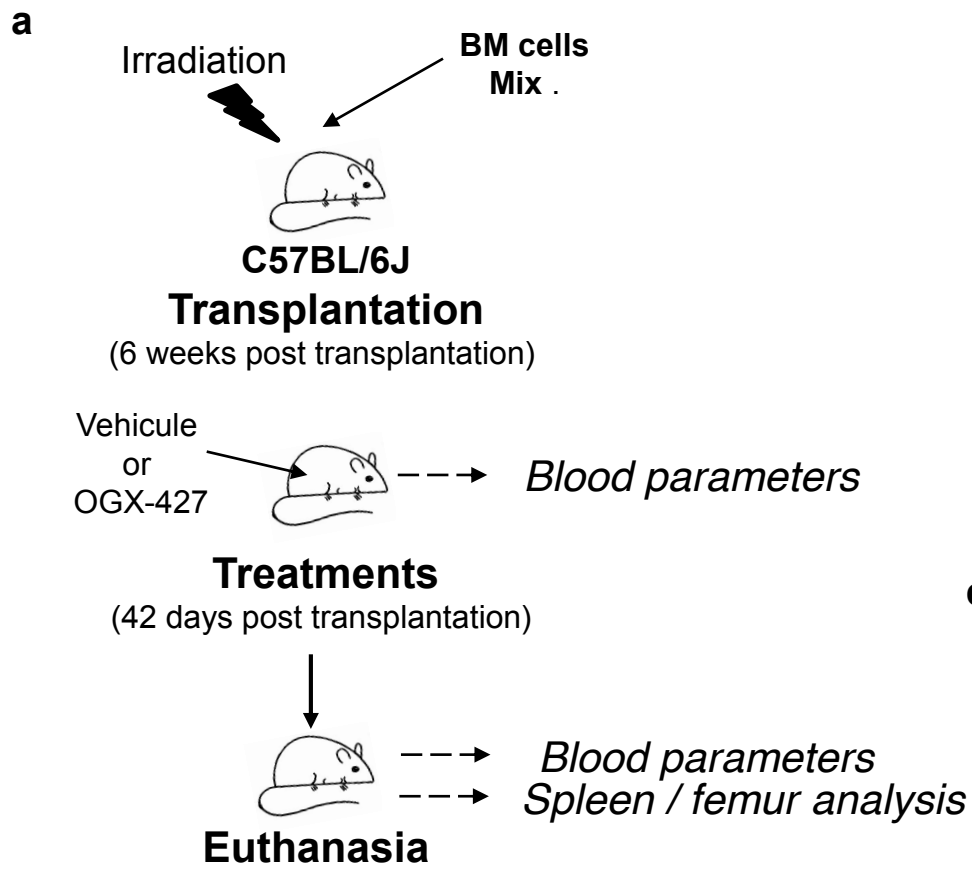 a
Irradiation
BM cells
Mix .
C57BL/6J
Transplantation
(6 weeks post transplantation)
Vehicule
or
OGX-427
Blood parameters
Treatments
(42 days post transplantation)
Blood parameters
Spleen / femur analysis
Euthanasia